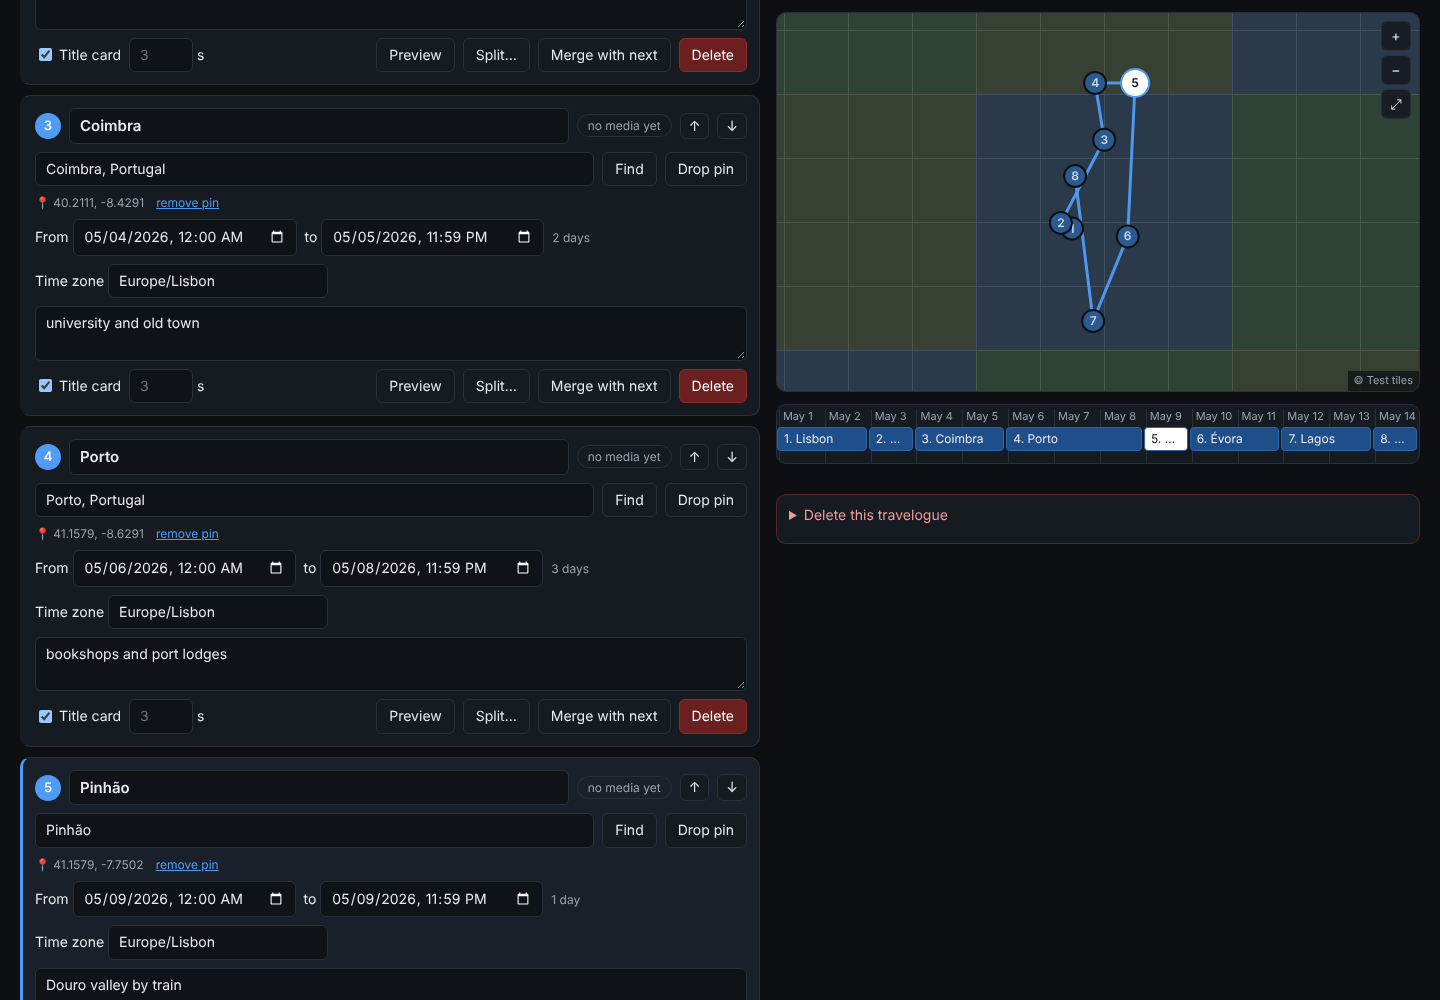 Title card 3 s Preview Split... Merge with next Delete
3 Coimbra no media yet ↑ ↓
Coimbra, Portugal Find Drop pin
📍 40.2111, -8.4291 remove pin
From 05/04/2026, 12:00 AM to 05/05/2026, 11:59 PM 2 days
Time zone Europe/Lisbon
university and old town
Title card 3 s Preview Split... Merge with next Delete
4 Porto no media yet ↑ ↓
Porto, Portugal Find Drop pin
📍 41.1579, -8.6291 remove pin
From 05/06/2026, 12:00 AM to 05/08/2026, 11:59 PM 3 days
Time zone Europe/Lisbon
bookshops and port lodges
Title card 3 s Preview Split... Merge with next Delete
5 Pinhão no media yet ↑ ↓
Pinhão Find Drop pin
📍 41.1579, -7.7502 remove pin
From 05/09/2026, 12:00 AM to 05/09/2026, 11:59 PM 1 day
Time zone Europe/Lisbon
Douro valley by train
+
−
4 5
3
8
2
6
7
© Test tiles
May 1 May 2 May 3 May 4 May 5 May 6 May 7 May 8 May 9 May 10 May 11 May 12 May 13 May 14
1. Lisbon 2. ... 3. Coimbra 4. Porto 5. ... 6. Évora 7. Lagos 8. ...
Delete this travelogue